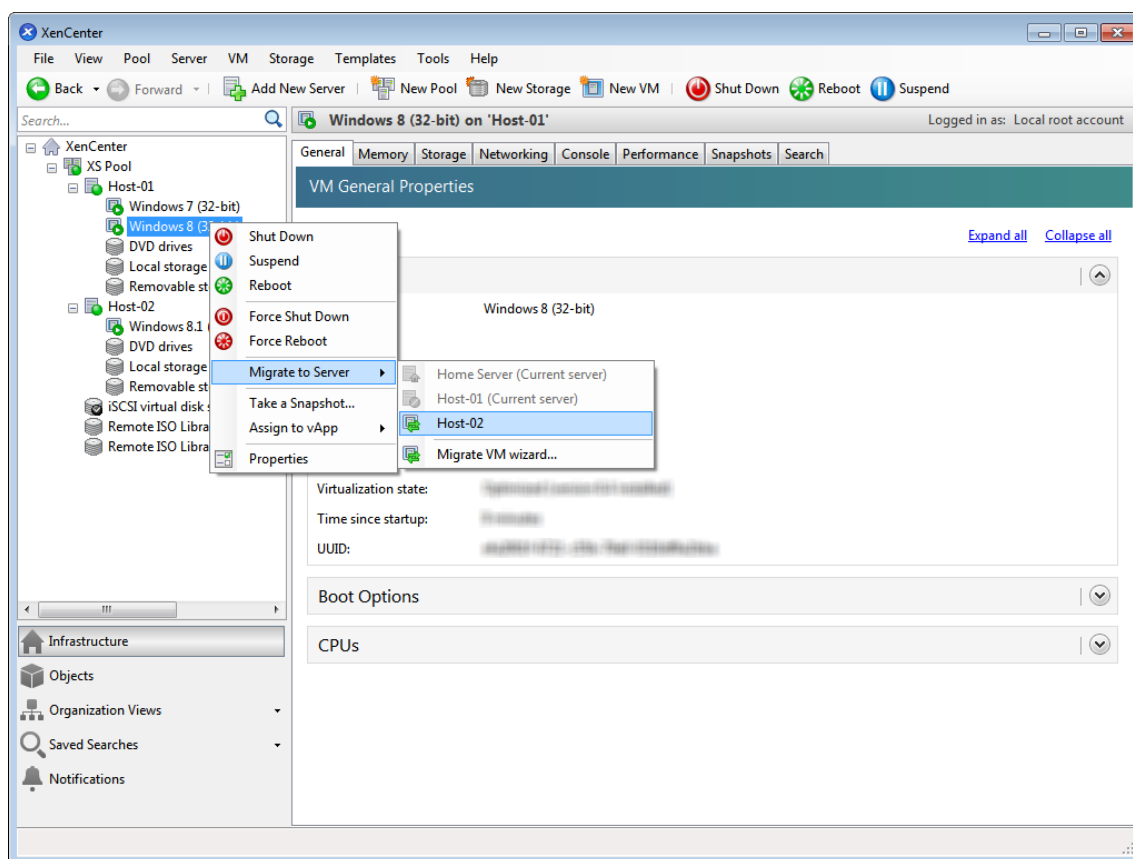 XenCenter
File View Pool Server VM Storage Templates Tools Help
Back Forward Add New Server New Pool New Storage New VM Shut Down Reboot Suspend
Search...
Windows 8 (32-bit) on 'Host-01' Logged in as: Local root account
XenCenter
XS Pool
Host-01
Windows 7 (32-bit)
Windows 8 (3
DVD drives
Local storage
Removable st
Host-02
Windows 8.1 (
DVD drives
Local storage
Removable st
iSCSI virtual disk s
Remote ISO Libra
Remote ISO Libra
General Memory Storage Networking Console Performance Snapshots Search
VM General Properties
Expand all Collapse all
Windows 8 (32-bit)
Shut Down
Suspend
Reboot
Force Shut Down
Force Reboot
Migrate to Server
Take a Snapshot...
Assign to vApp
Properties
Home Server (Current server)
Host-01 (Current server)
Host-02
Migrate VM wizard...
Virtualization state:
Time since startup:
UUID:
Boot Options
CPUs
Infrastructure
Objects
Organization Views
Saved Searches
Notifications